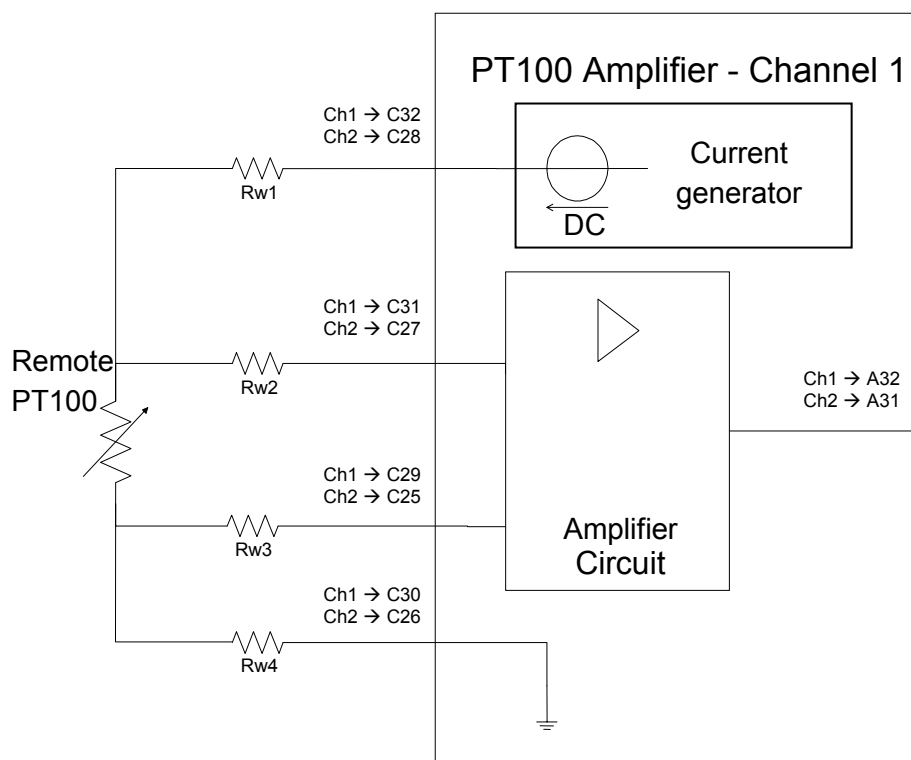 PT100 Amplifier - Channel 1
Ch1 → C32
Ch2 → C28
Rw1
Current
generator
DC
Ch1 → C31
Ch2 → C27
Rw2
Remote
PT100
Ch1 → A32
Ch2 → A31
Ch1 → C29
Ch2 → C25
Rw3
Amplifier
Circuit
Ch1 → C30
Ch2 → C26
Rw4